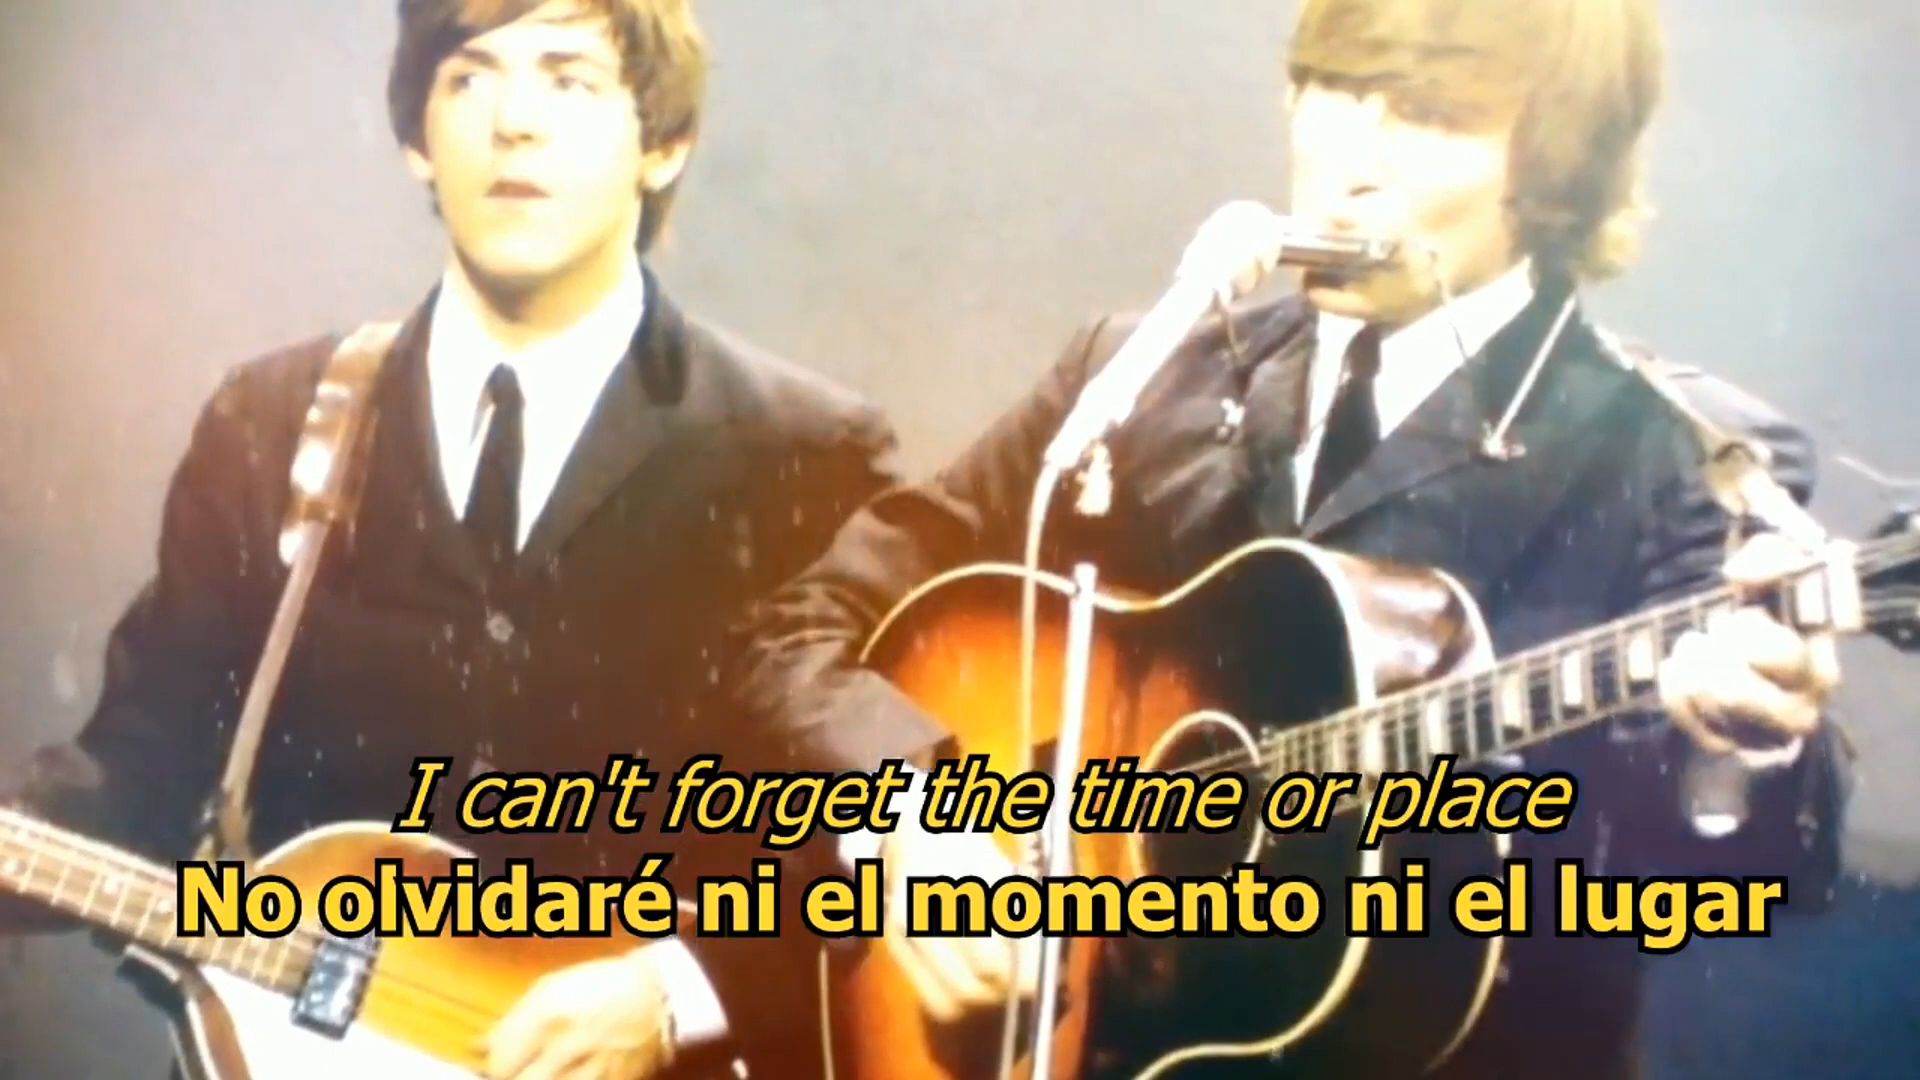 I can't forget the time or place
No olvidaré ni el momento ni el lugar